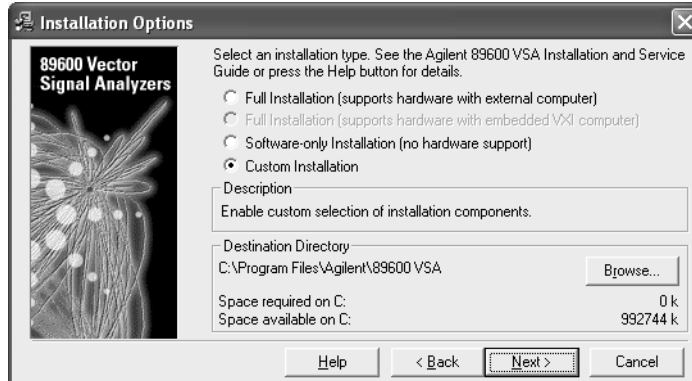 Installation Options
89600 Vector
Signal Analyzers
Select an installation type. See the Agilent 89600 VSA Installation and Service
Guide or press the Help button for details.
Full Installation (supports hardware with external computer)
Full Installation (supports hardware with embedded VXI computer)
Software-only Installation (no hardware support)
Custom Installation
Description
Enable custom selection of installation components.
Destination Directory
C:\Program Files\Agilent\89600 VSA
Browse...
Space required on C: 0 k
Space available on C: 992744 k
Help
< Back
Next >
Cancel